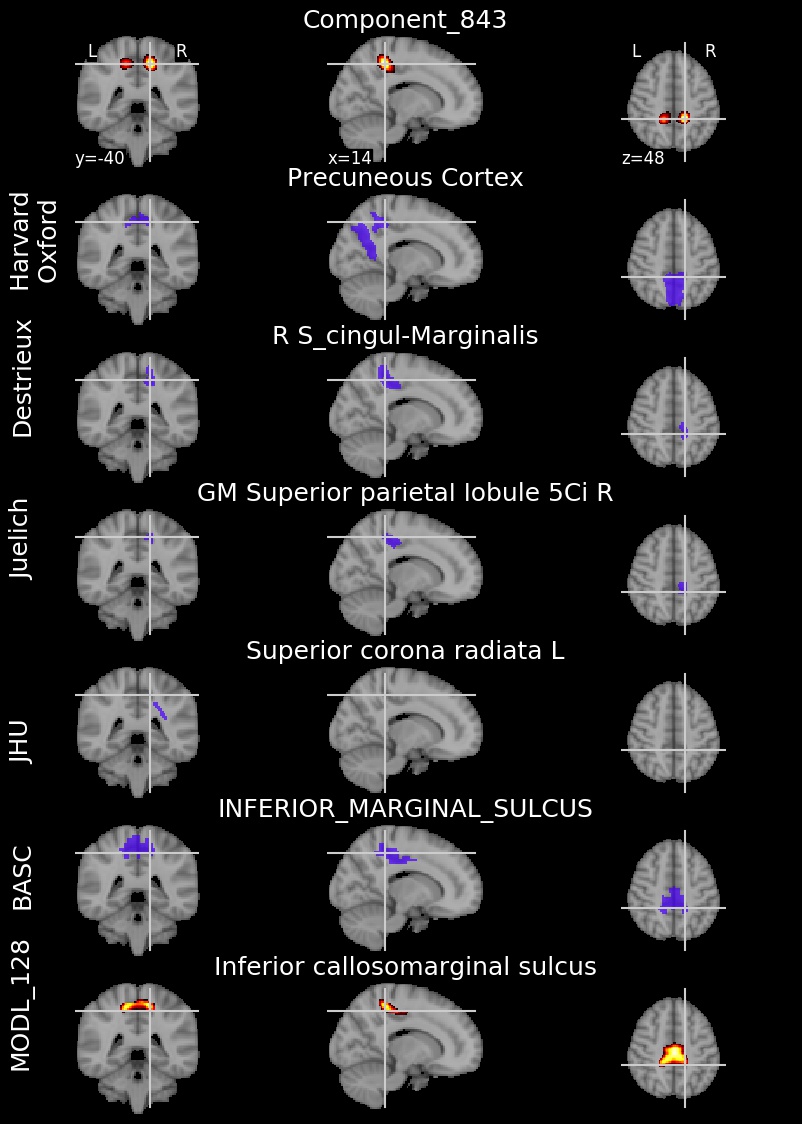 Component_843
L R
L R
y=-40
x=14
z=48
Precuneous Cortex
Harvard
Oxford
R S_cingul-Marginalis
Destrieux
GM Superior parietal lobule 5Ci R
Juelich
Superior corona radiata L
JHU
INFERIOR_MARGINAL_SULCUS
BASC
Inferior callosomarginal sulcus
MODL_128